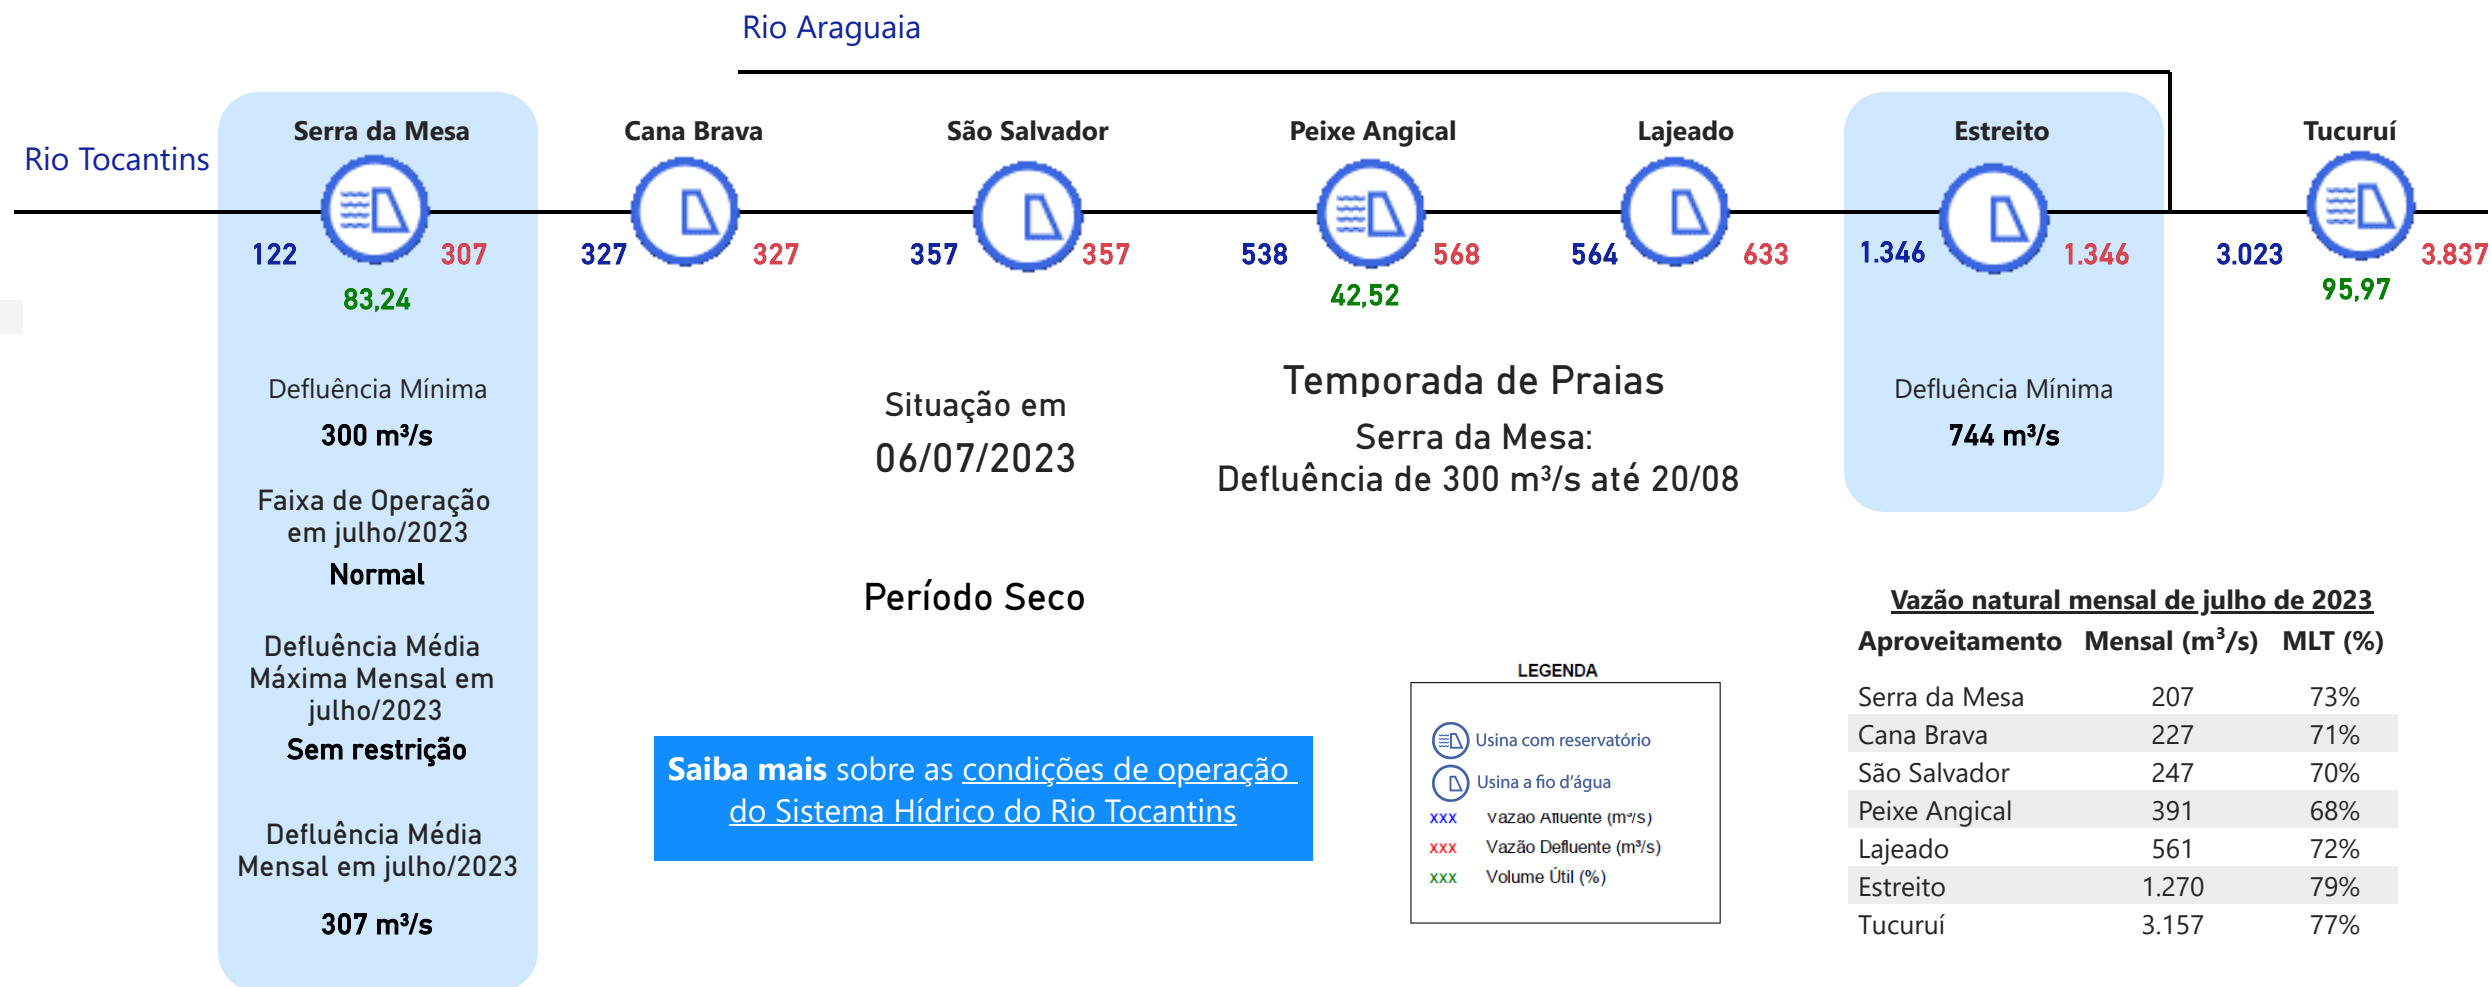 Rio Araguaia
Rio Tocantins
Serra da Mesa
Cana Brava
São Salvador
Peixe Angical
Lajeado
Estreito
Tucuruí
122 307
327 327
357 357
538 568
564 633
1.346 1.346
3.023 3.837
83,24
42,52
95,97
Defluência Mínima
300 m³/s
Faixa de Operação
em julho/2023
Normal
Defluência Média
Máxima Mensal em
julho/2023
Sem restrição
Defluência Média
Mensal em julho/2023
307 m³/s
Situação em
06/07/2023
Período Seco
Temporada de Praias
Serra da Mesa:
Defluência de 300 m³/s até 20/08
Defluência Mínima
744 m³/s
Saiba mais sobre as condições de operação
do Sistema Hídrico do Rio Tocantins
LEGENDA
Usina com reservatório
Usina a fio d'água
xxx Vazão Afluente (m³/s)
xxx Vazão Defluente (m³/s)
xxx Volume Útil (%)
Vazão natural mensal de julho de 2023
Aproveitamento Mensal (m³/s) MLT (%)
Serra da Mesa 207 73%
Cana Brava 227 71%
São Salvador 247 70%
Peixe Angical 391 68%
Lajeado 561 72%
Estreito 1.270 79%
Tucuruí 3.157 77%